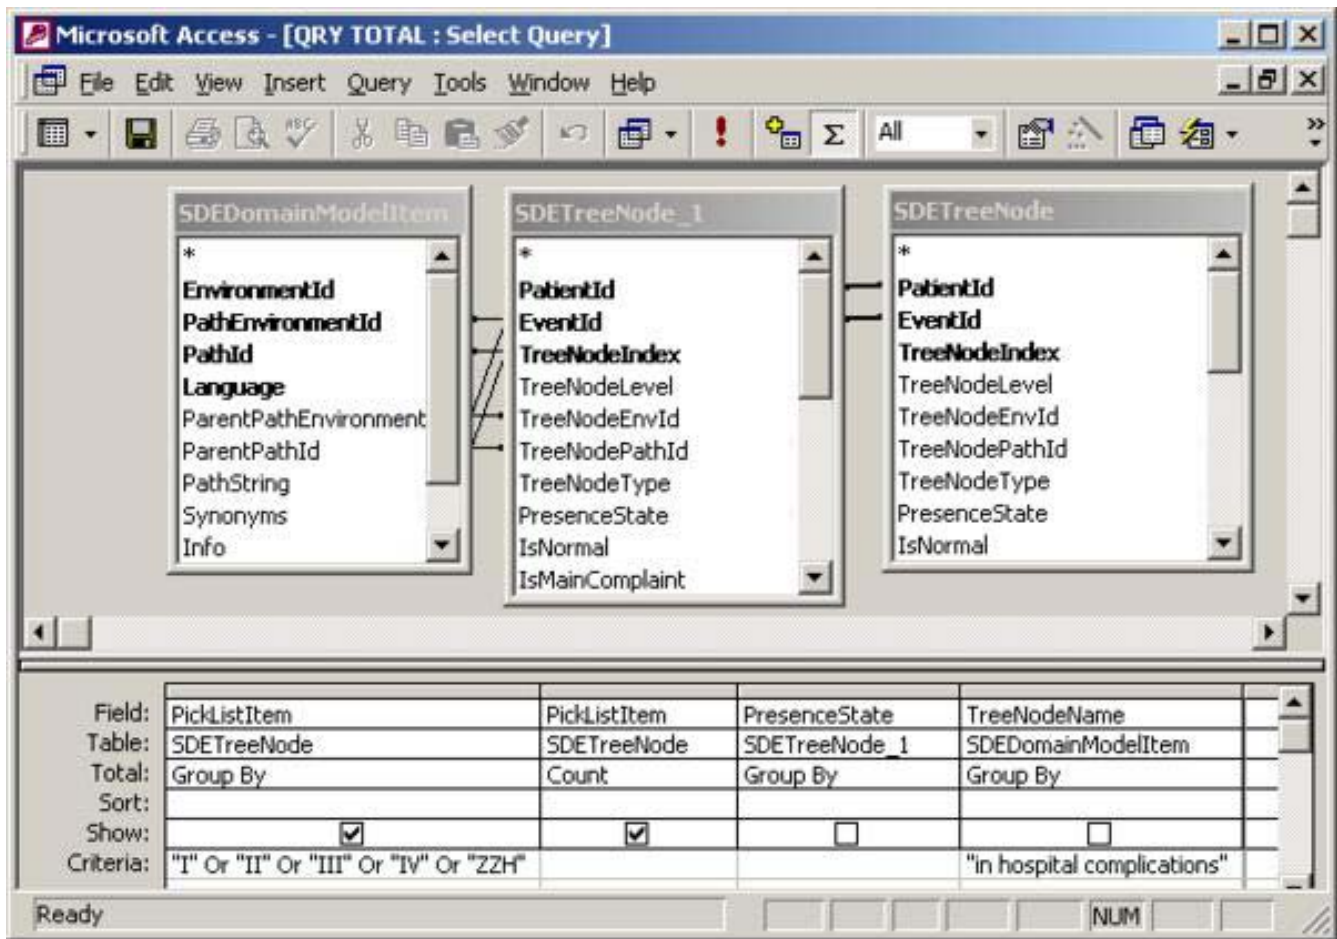 Microsoft Access - [QRY TOTAL : Select Query]
File Edit View Insert Query Tools Window Help
ABC Σ All
SDEDomainModelItem
*
EnvironmentId
PathEnvironmentId
PathId
Language
ParentPathEnvironment
ParentPathId
PathString
Synonyms
Info
SDETreeNode_1
*
PatientId
EventId
TreeNodeIndex
TreeNodeLevel
TreeNodeEnvId
TreeNodePathId
TreeNodeType
PresenceState
IsNormal
IsMainComplaint
SDETreeNode
*
PatientId
EventId
TreeNodeIndex
TreeNodeLevel
TreeNodeEnvId
TreeNodePathId
TreeNodeType
PresenceState
IsNormal
Field: PickListItem PickListItem PresenceState TreeNodeName
Table: SDETreeNode SDETreeNode SDETreeNode_1 SDEDomainModelItem
Total: Group By Count Group By Group By
Sort:
Show:
Criteria: "I" Or "II" Or "III" Or "IV" Or "ZZH" "in hospital complications"
Ready NUM